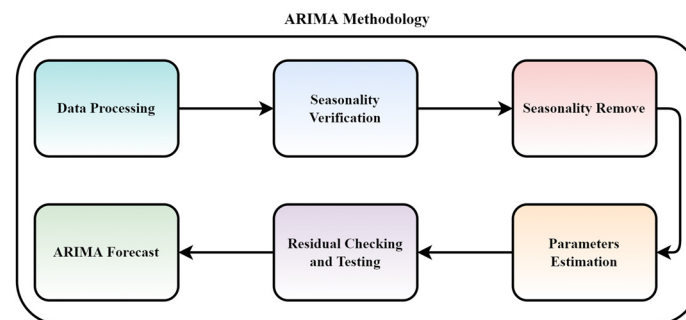 ARIMA Methodology
Data Processing
Seasonality
Verification
Seasonality Remove
Parameters
Estimation
Residual Checking
and Testing
ARIMA Forecast